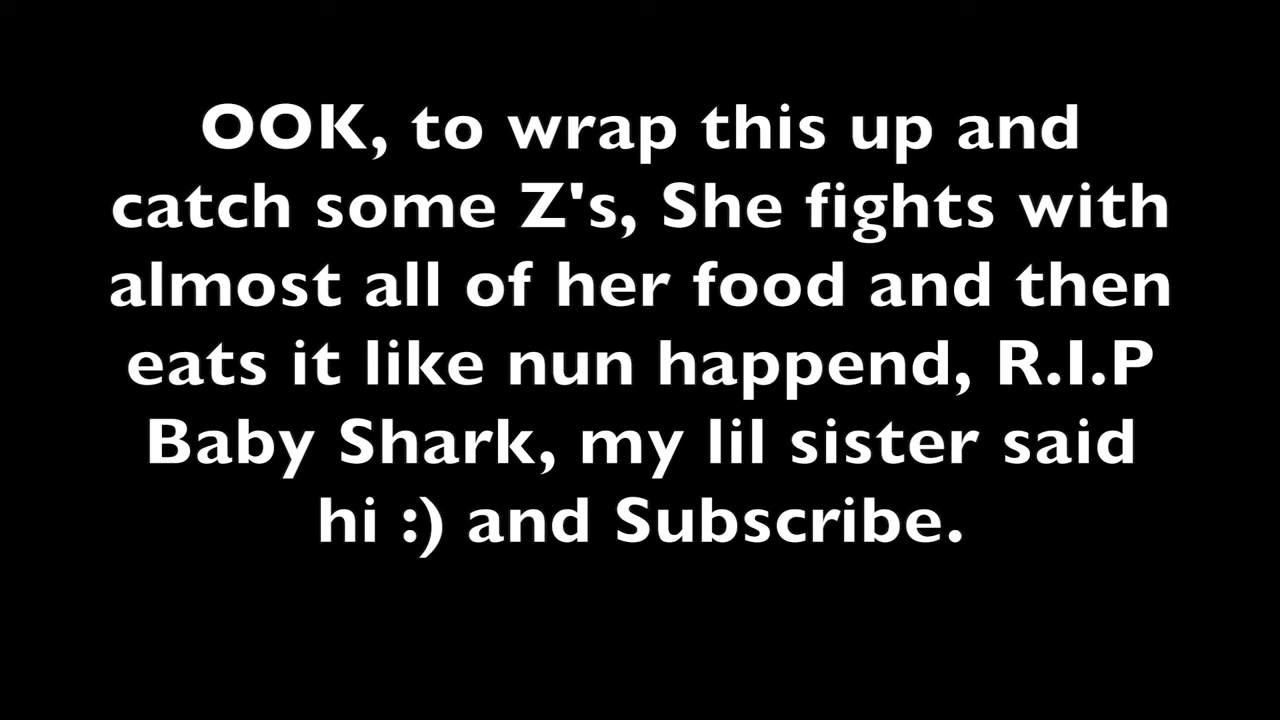 OOK, to wrap this up and
catch some Z's, She fights with
almost all of her food and then
eats it like nun happend, R.I.P
Baby Shark, my lil sister said
hi :) and Subscribe.